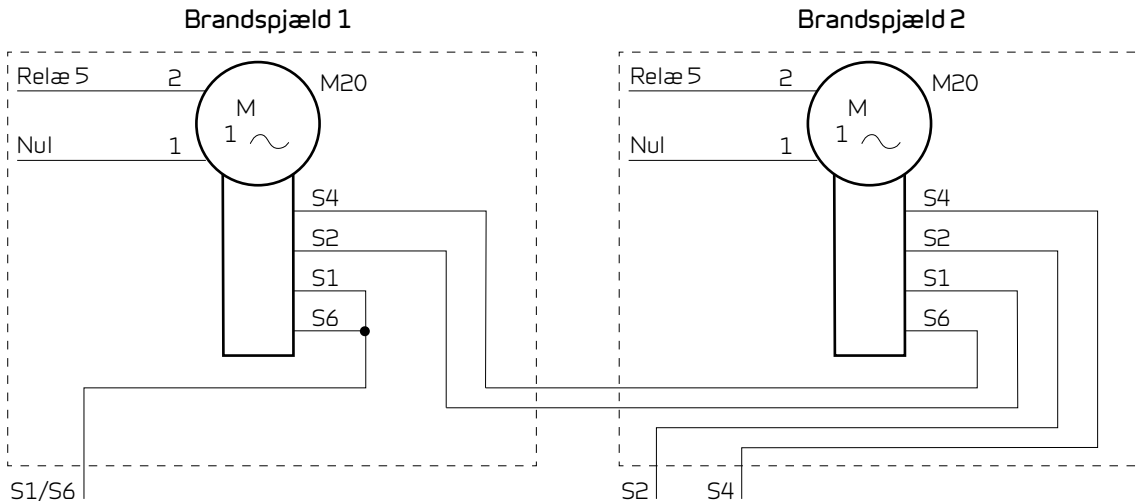 Brandspjæld 1
Relæ 5
2
M20
M
1
Nul
1
S4
S2
S1
S6
S1/S6
Brandspjæld 2
Relæ 5
2
M20
M
1
Nul
1
S4
S2
S1
S6
S2
S4